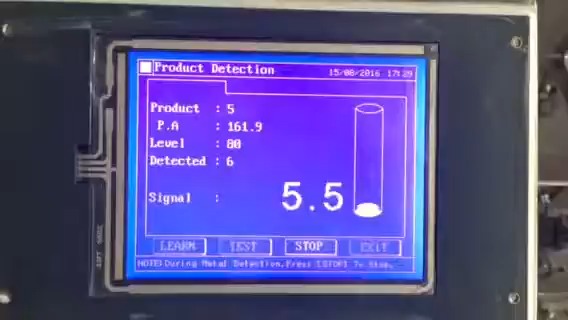 Product Detection
15/08/2016 17:29
Product : 5
P.A : 161.9
Level : 80
Detected : 6
Signal : 5.5
LEARN TEST STOP EXIT
NOTE:During Metal Detection,Press [STOP] To Stop.